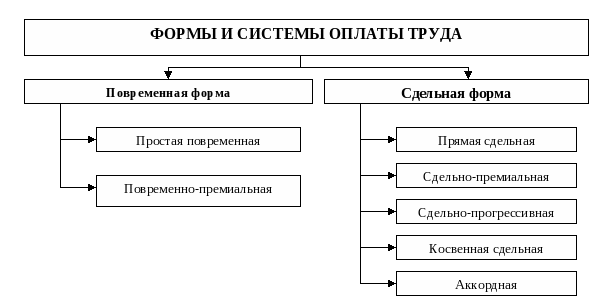 ФОРМЫ И СИСТЕМЫ ОПЛАТЫ ТРУДА
Повременная форма
Простая повременная
Повременно-премиальная
Сдельная форма
Прямая сдельная
Сдельно-премиальная
Сдельно-прогрессивная
Косвенная сдельная
Аккордная